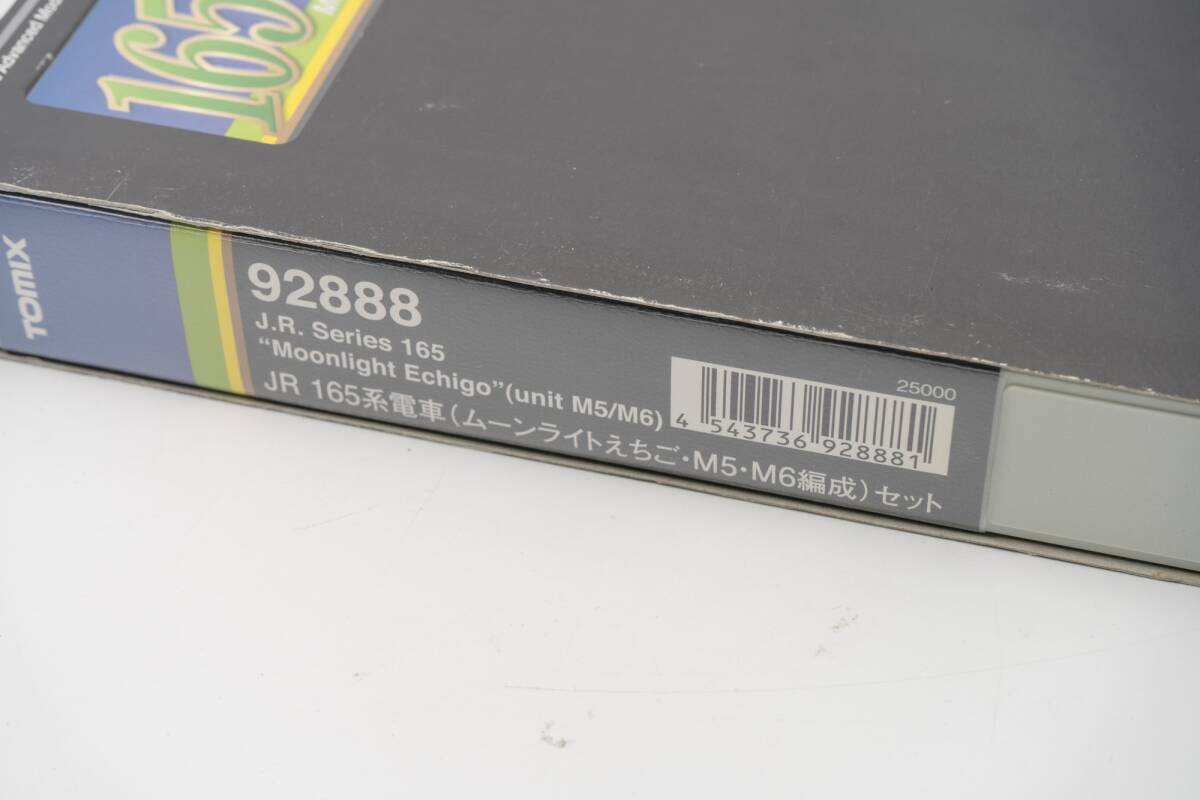 Advanced
165
TOMIX
92888
J.R. Series 165
“Moonlight Echigo”(unit M5/M6)
JR 165系電車(ムーンライトえちご・M5・M6編成)セット
25000
4 543736 928881